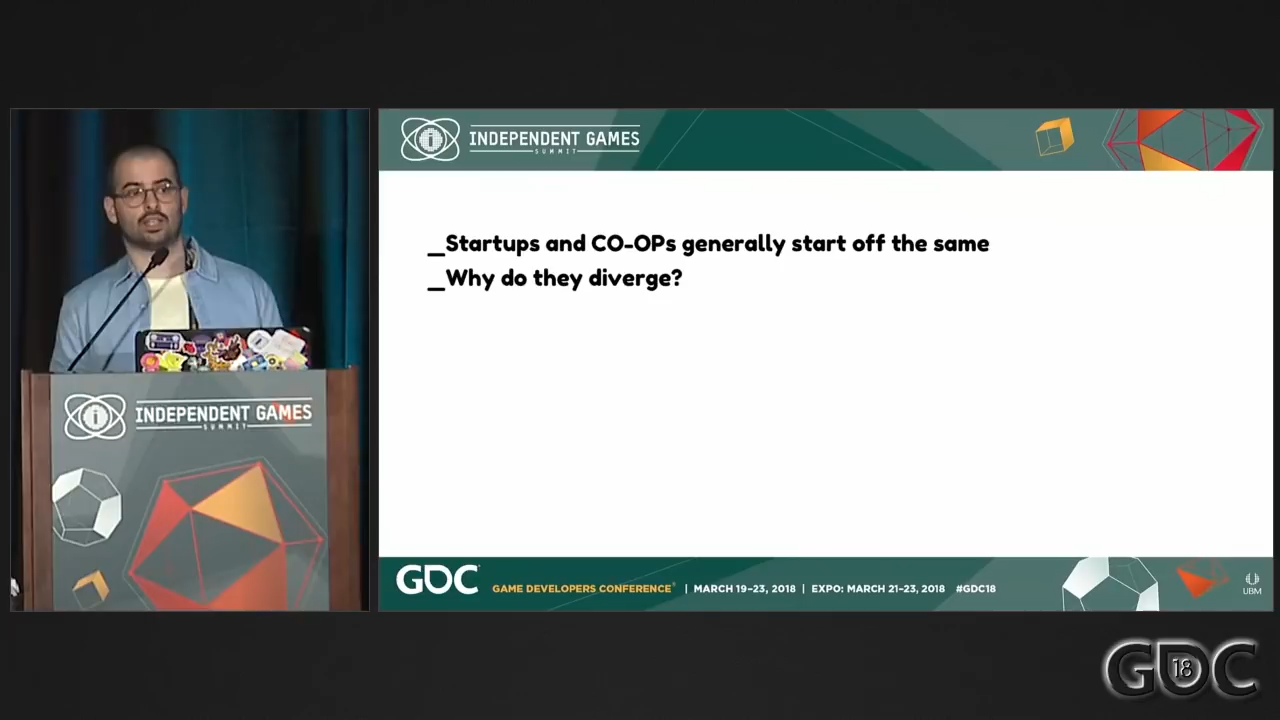 INDEPENDENT GAMES
SUMMIT
_Startups and CO-OPs generally start off the same
_Why do they diverge?
INDEPENDENT GAMES
SUMMIT
GDC GAME DEVELOPERS CONFERENCE® | MARCH 19–23, 2018 | EXPO: MARCH 21–23, 2018 #GDC18
UBM
GDC
18